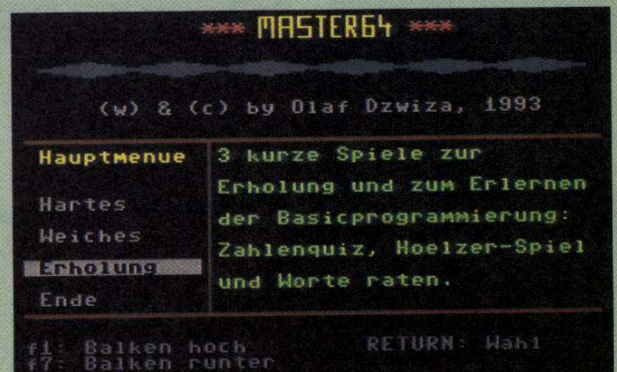 *** MASTER64 ***
(w) & (c) by Olaf Dzwiza, 1993
Hauptmenue
Hartes
Weiches
Erholung
Ende
3 kurze Spiele zur
Erholung und zum Erlernen
der Basicprogrammierung:
Zahlenquiz, Hoelzer-Spiel
und Worte raten.
f1: Balken hoch
f7: Balken runter
RETURN: Wahl